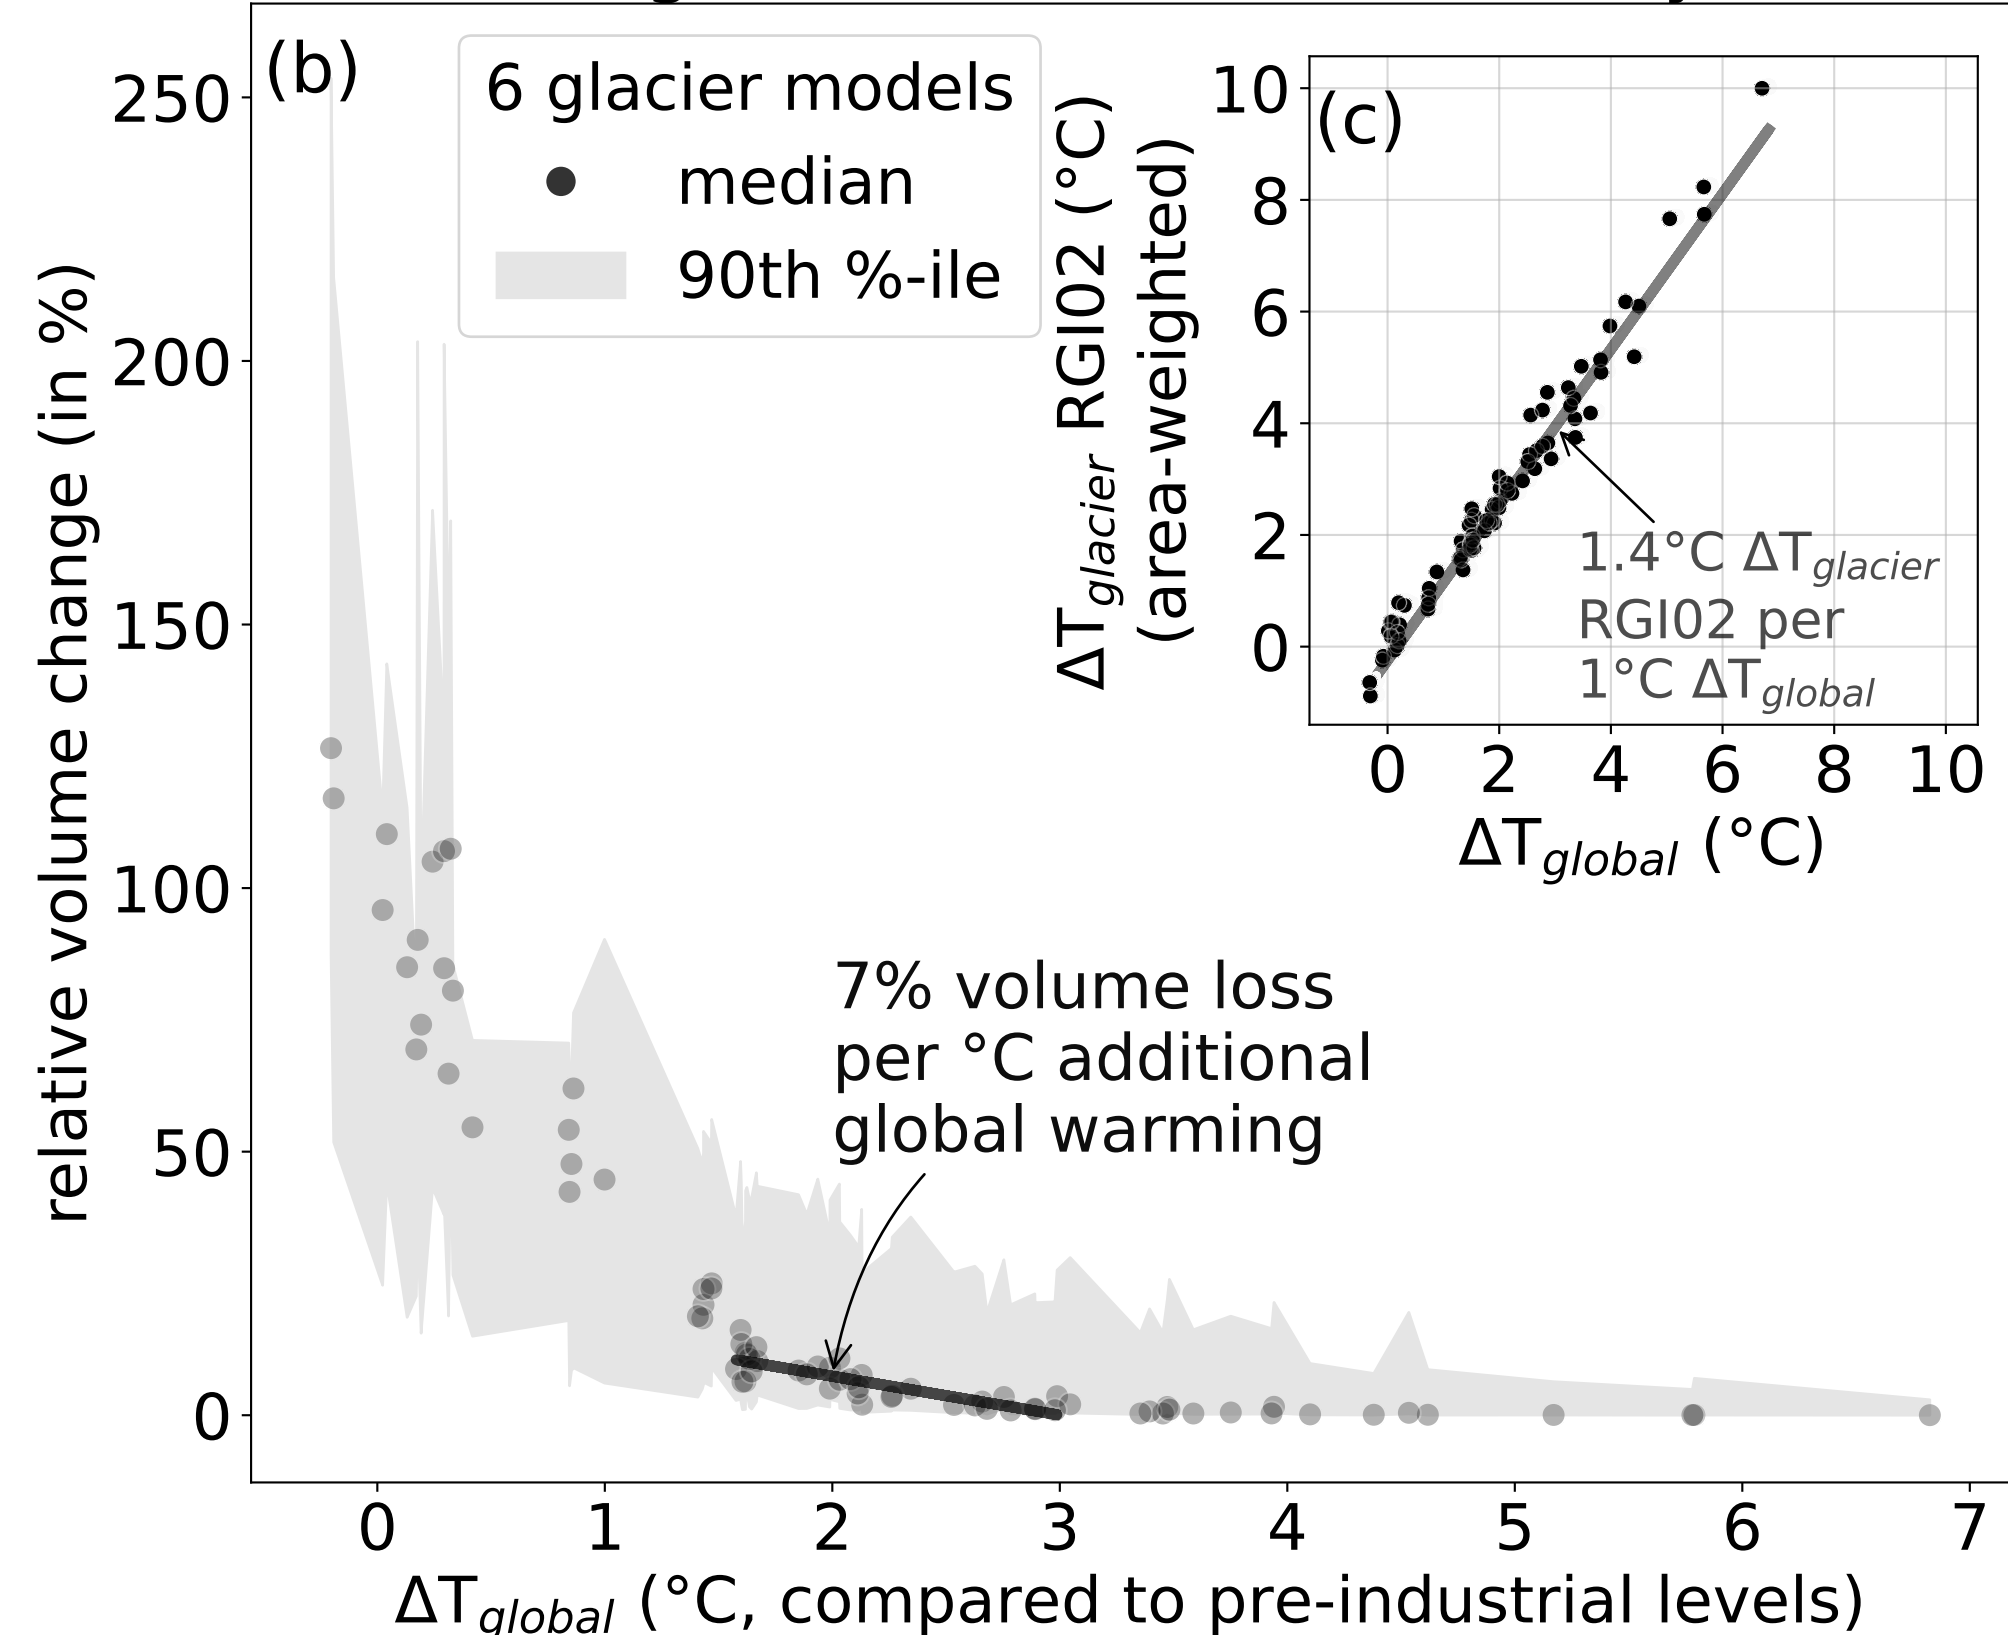 (b)
6 glacier models
median
90th %-ile
250
200
150
100
50
0
relative volume change (in %)
0 1 2 3 4 5 6 7
ΔTglobal (°C, compared to pre-industrial levels)
7% volume loss
per °C additional
global warming
(c)
10
8
6
4
2
0
ΔTglacier RGI02 (°C)
(area-weighted)
1.4°C ΔTglacier
RGI02 per
1°C ΔTglobal
0 2 4 6 8 10
ΔTglobal (°C)